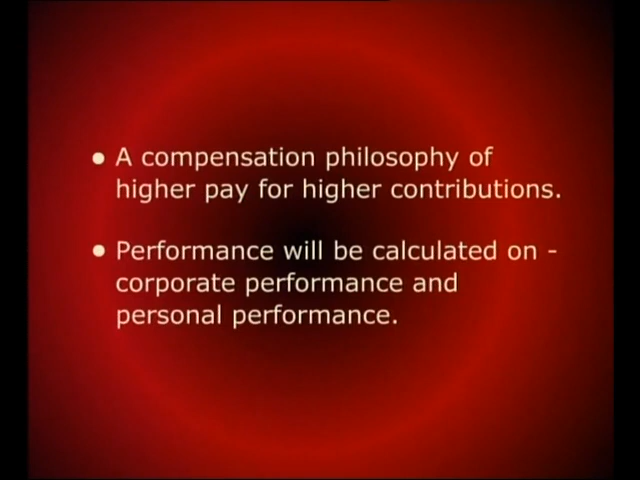 • A compensation philosophy of
higher pay for higher contributions.
• Performance will be calculated on -
corporate performance and
personal performance.